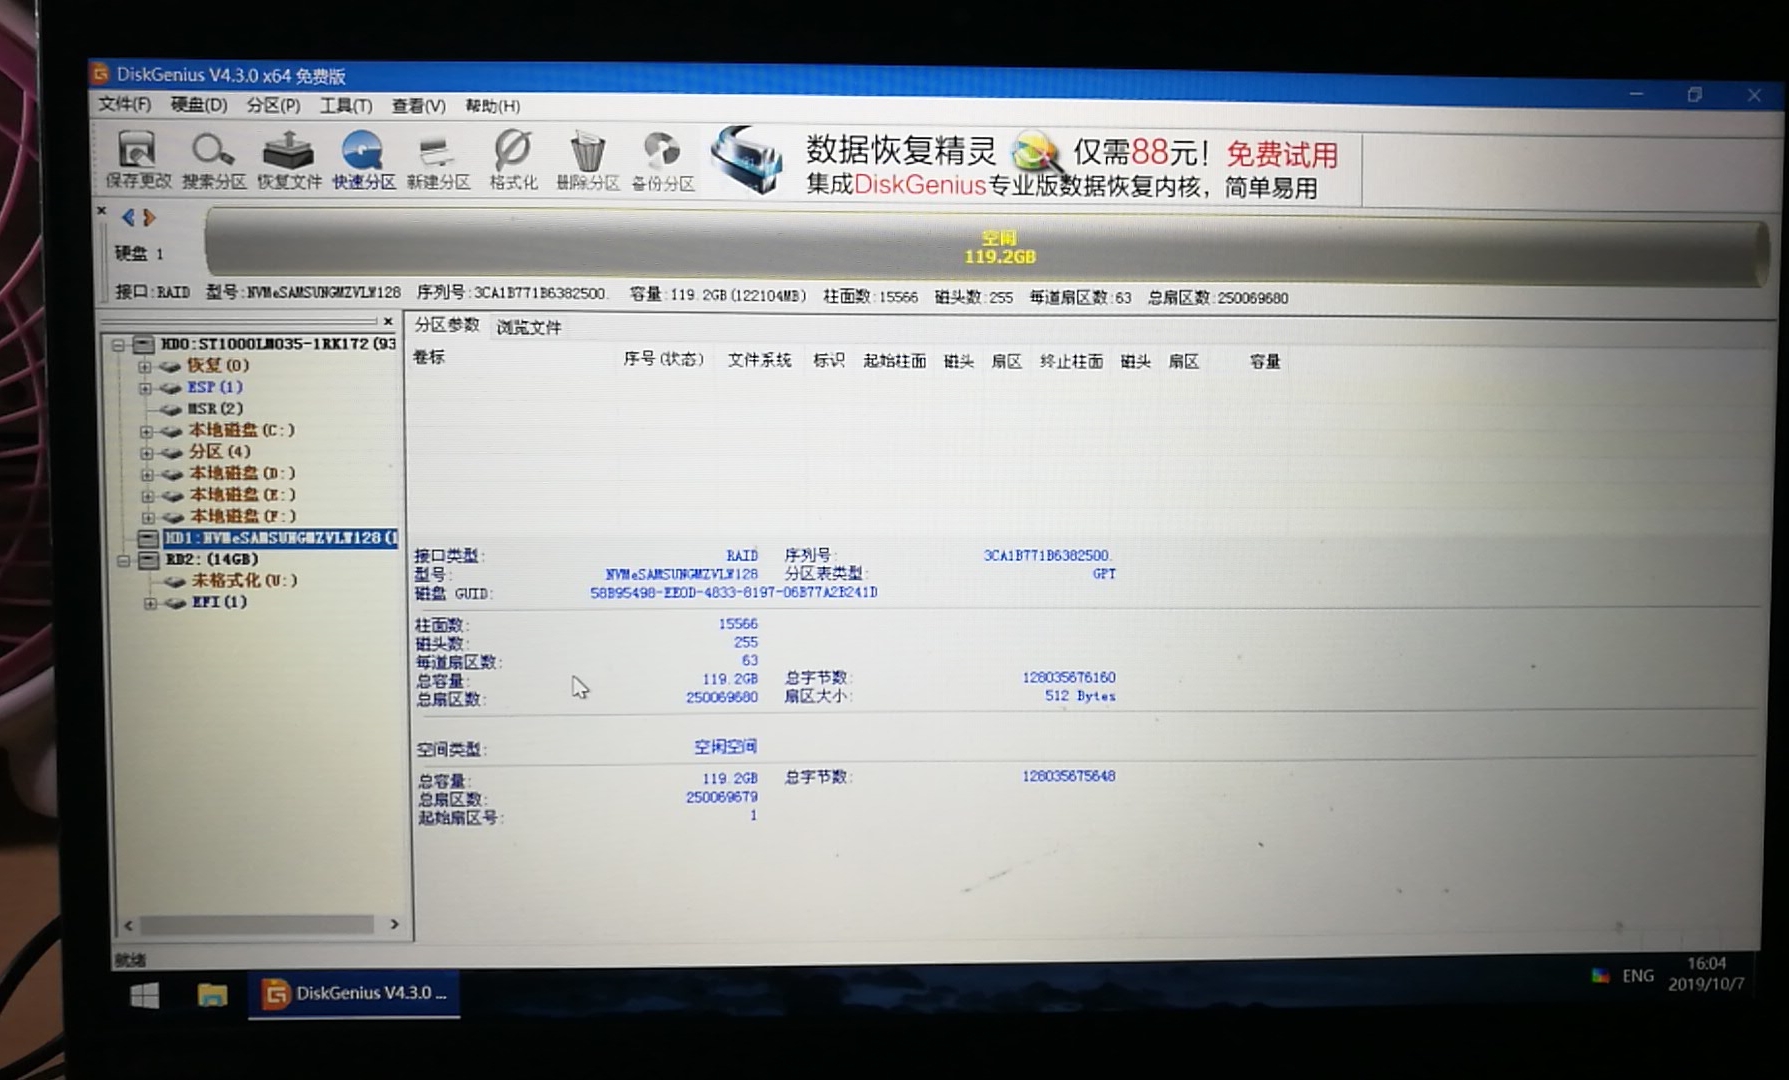 DiskGenius V4.3.0 x64 免费版
文件(F) 硬盘(D) 分区(P) 工具(T) 查看(V) 帮助(H)
保存更改 搜索分区 恢复文件 快速分区 新建分区 格式化 删除分区 备份分区
数据恢复精灵 仅需88元! 免费试用
集成DiskGenius专业版数据恢复内核，简单易用
硬盘 1
空闲
119.2GB
接口:RAID 型号:NVMeSAMSUNGMZVLW128 序列号:3CA1B771B6382500. 容量:119.2GB(122104MB) 柱面数:15566 磁头数:255 每道扇区数:63 总扇区数:250069680
HD0:ST1000LM035-1RK172(93
恢复(0)
ESP(1)
MSR(2)
本地磁盘(C:)
分区(4)
本地磁盘(D:)
本地磁盘(E:)
本地磁盘(F:)
HD1:NVMeSAMSUNGMZVLW128(1
RD2:(14GB)
未格式化(U:)
EFI(1)
分区参数 浏览文件
卷标 序号(状态) 文件系统 标识 起始柱面 磁头 扇区 终止柱面 磁头 扇区 容量
接口类型: RAID 序列号: 3CA1B771B6382500.
型号: NVMeSAMSUNGMZVLW128 分区表类型: GPT
磁盘 GUID: 58B95498-EE0D-4833-8197-06B77A2B241D
柱面数: 15566
磁头数: 255
每道扇区数: 63
总容量: 119.2GB 总字节数: 128035676160
总扇区数: 250069680 扇区大小: 512 Bytes
空间类型: 空闲空间
总容量: 119.2GB 总字节数: 128035675648
总扇区数: 250069679
起始扇区号: 1
就绪
DiskGenius V4.3.0 ...
ENG
16:04
2019/10/7